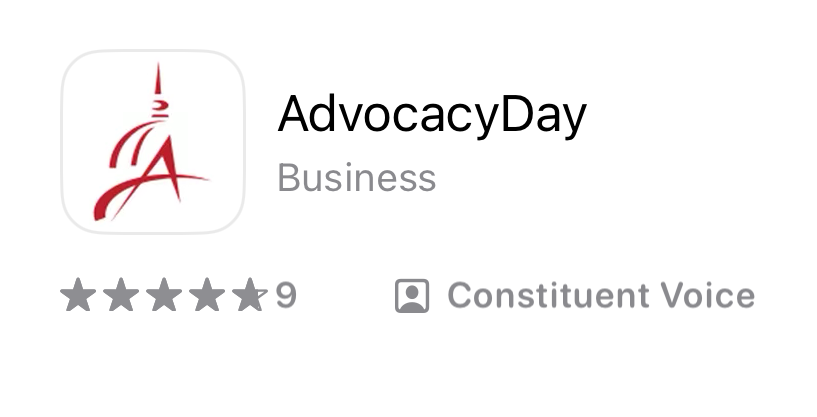 AdvocacyDay
Business
9
Constituent Voice